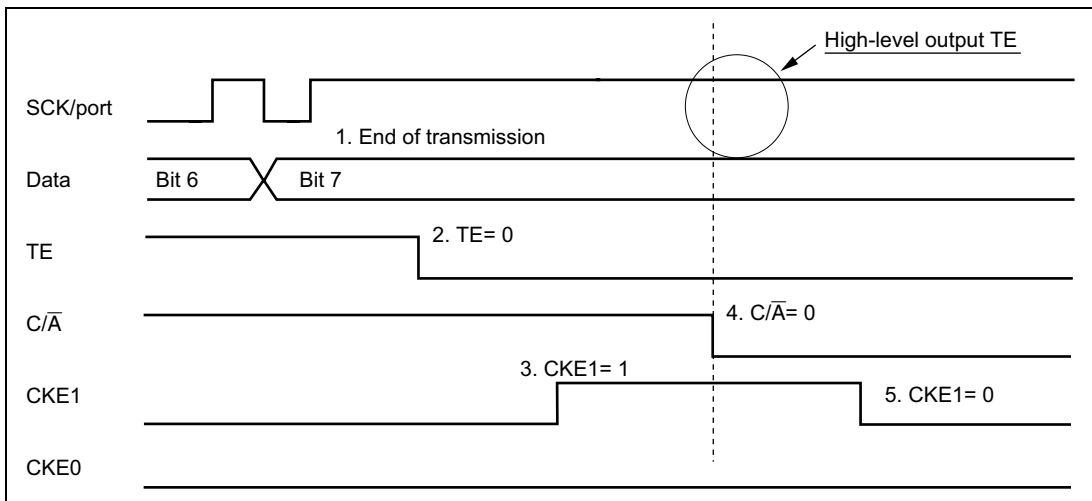 High-level output TE
SCK/port
1. End of transmission
Data
Bit 6
Bit 7
TE
2. TE= 0
C/A̅
4. C/A̅= 0
3. CKE1= 1
CKE1
5. CKE1= 0
CKE0